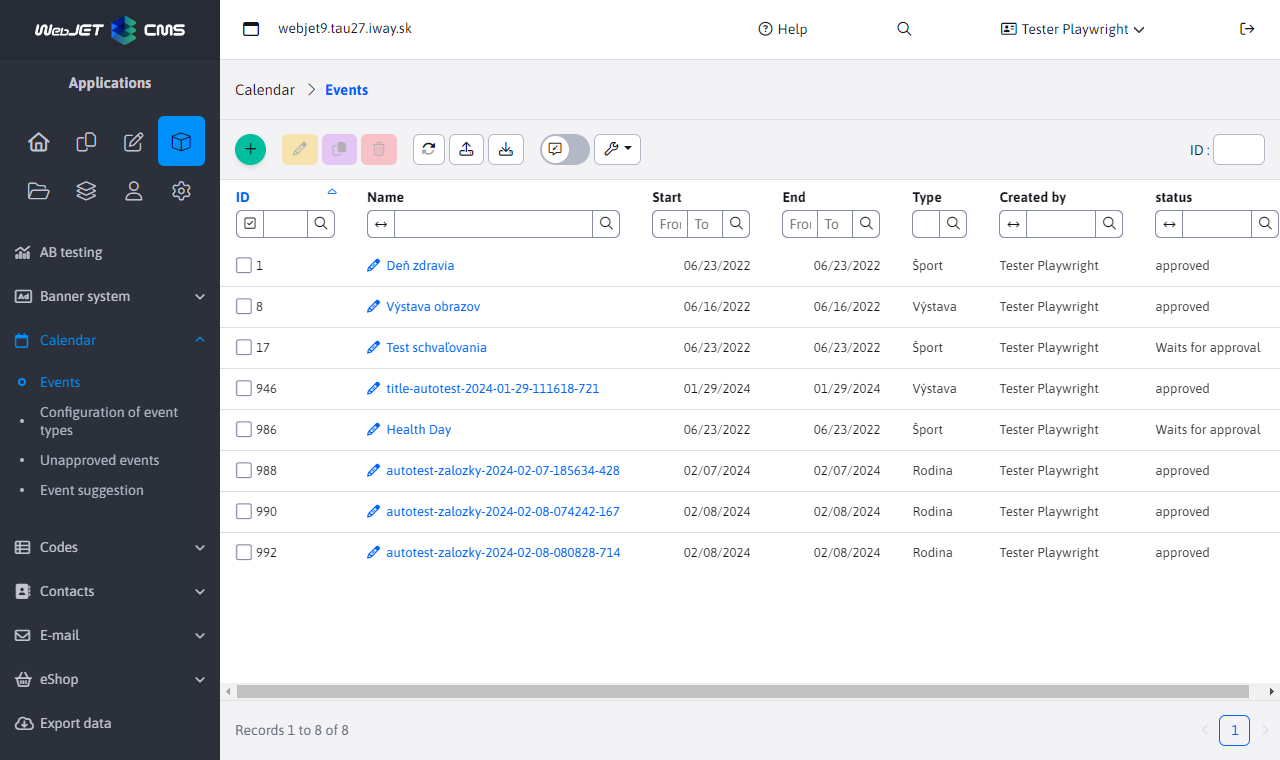 WebJET CMS
webjet9.tau27.iway.sk
Help
Tester Playwright
Applications
Calendar > Events
ID :
AB testing
Banner system
Calendar
Events
Configuration of event
types
Unapproved events
Event suggestion
Codes
Contacts
E-mail
eShop
Export data
ID Name Start End Type Created by status
From To From To
1 Deň zdravia 06/23/2022 06/23/2022 Šport Tester Playwright approved
8 Výstava obrazov 06/16/2022 06/16/2022 Výstava Tester Playwright approved
17 Test schvaľovania 06/23/2022 06/23/2022 Šport Tester Playwright Waits for approval
946 title-autotest-2024-01-29-111618-721 01/29/2024 01/29/2024 Výstava Tester Playwright approved
986 Health Day 06/23/2022 06/23/2022 Šport Tester Playwright Waits for approval
988 autotest-zalozky-2024-02-07-185634-428 02/07/2024 02/07/2024 Rodina Tester Playwright approved
990 autotest-zalozky-2024-02-08-074242-167 02/08/2024 02/08/2024 Rodina Tester Playwright approved
992 autotest-zalozky-2024-02-08-080828-714 02/08/2024 02/08/2024 Rodina Tester Playwright approved
Records 1 to 8 of 8
1